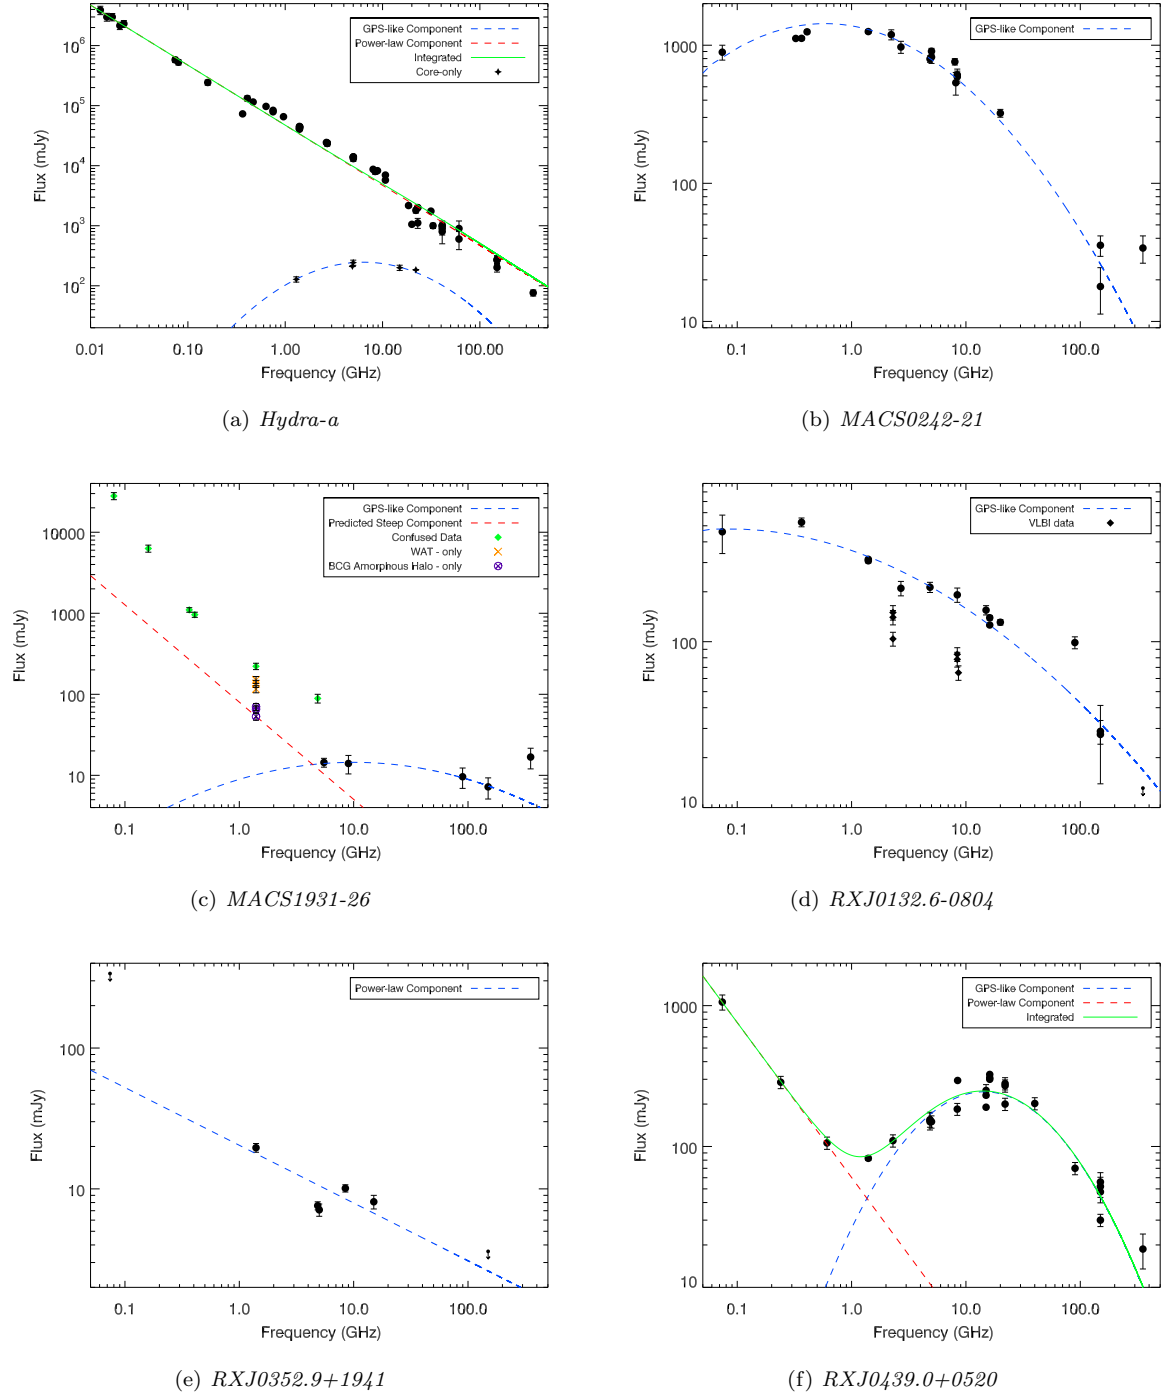 GPS-like Component
Power-law Component
Integrated
Core-only
Flux (mJy)
10^6
10^5
10^4
10^3
10^2
0.01 0.10 1.00 10.00 100.00
Frequency (GHz)
(a) Hydra-a
GPS-like Component
Flux (mJy)
1000
100
10
0.1 1.0 10.0 100.0
Frequency (GHz)
(b) MACS0242-21
GPS-like Component
Predicted Steep Component
Confused Data
WAT - only
BCG Amorphous Halo - only
Flux (mJy)
10000
1000
100
10
0.1 1.0 10.0 100.0
Frequency (GHz)
(c) MACS1931-26
GPS-like Component
VLBI data
Flux (mJy)
100
10
0.1 1.0 10.0 100.0
Frequency (GHz)
(d) RXJ0132.6-0804
Power-law Component
Flux (mJy)
100
10
0.1 1.0 10.0 100.0
Frequency (GHz)
(e) RXJ0352.9+1941
GPS-like Component
Power-law Component
Integrated
Flux (mJy)
1000
100
10
0.1 1.0 10.0 100.0
Frequency (GHz)
(f) RXJ0439.0+0520